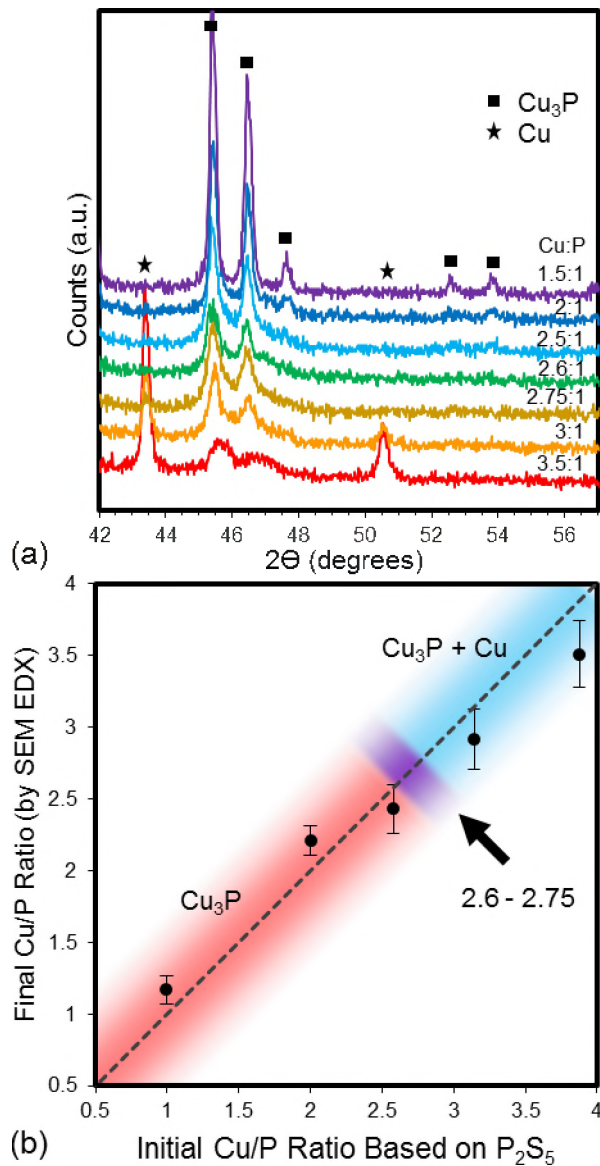 Cu₃P
Cu
Cu:P
1.5:1
2:1
2.5:1
2.6:1
2.75:1
3:1
3.5:1
Counts (a.u.)
42 44 46 48 50 52 54 56
2Θ (degrees)
(a)
4
3.5
3
2.5
2
1.5
1
0.5
Final Cu/P Ratio (by SEM EDX)
Cu₃P + Cu
Cu₃P
2.6 - 2.75
0.5 1 1.5 2 2.5 3 3.5 4
(b) Initial Cu/P Ratio Based on P₂S₅